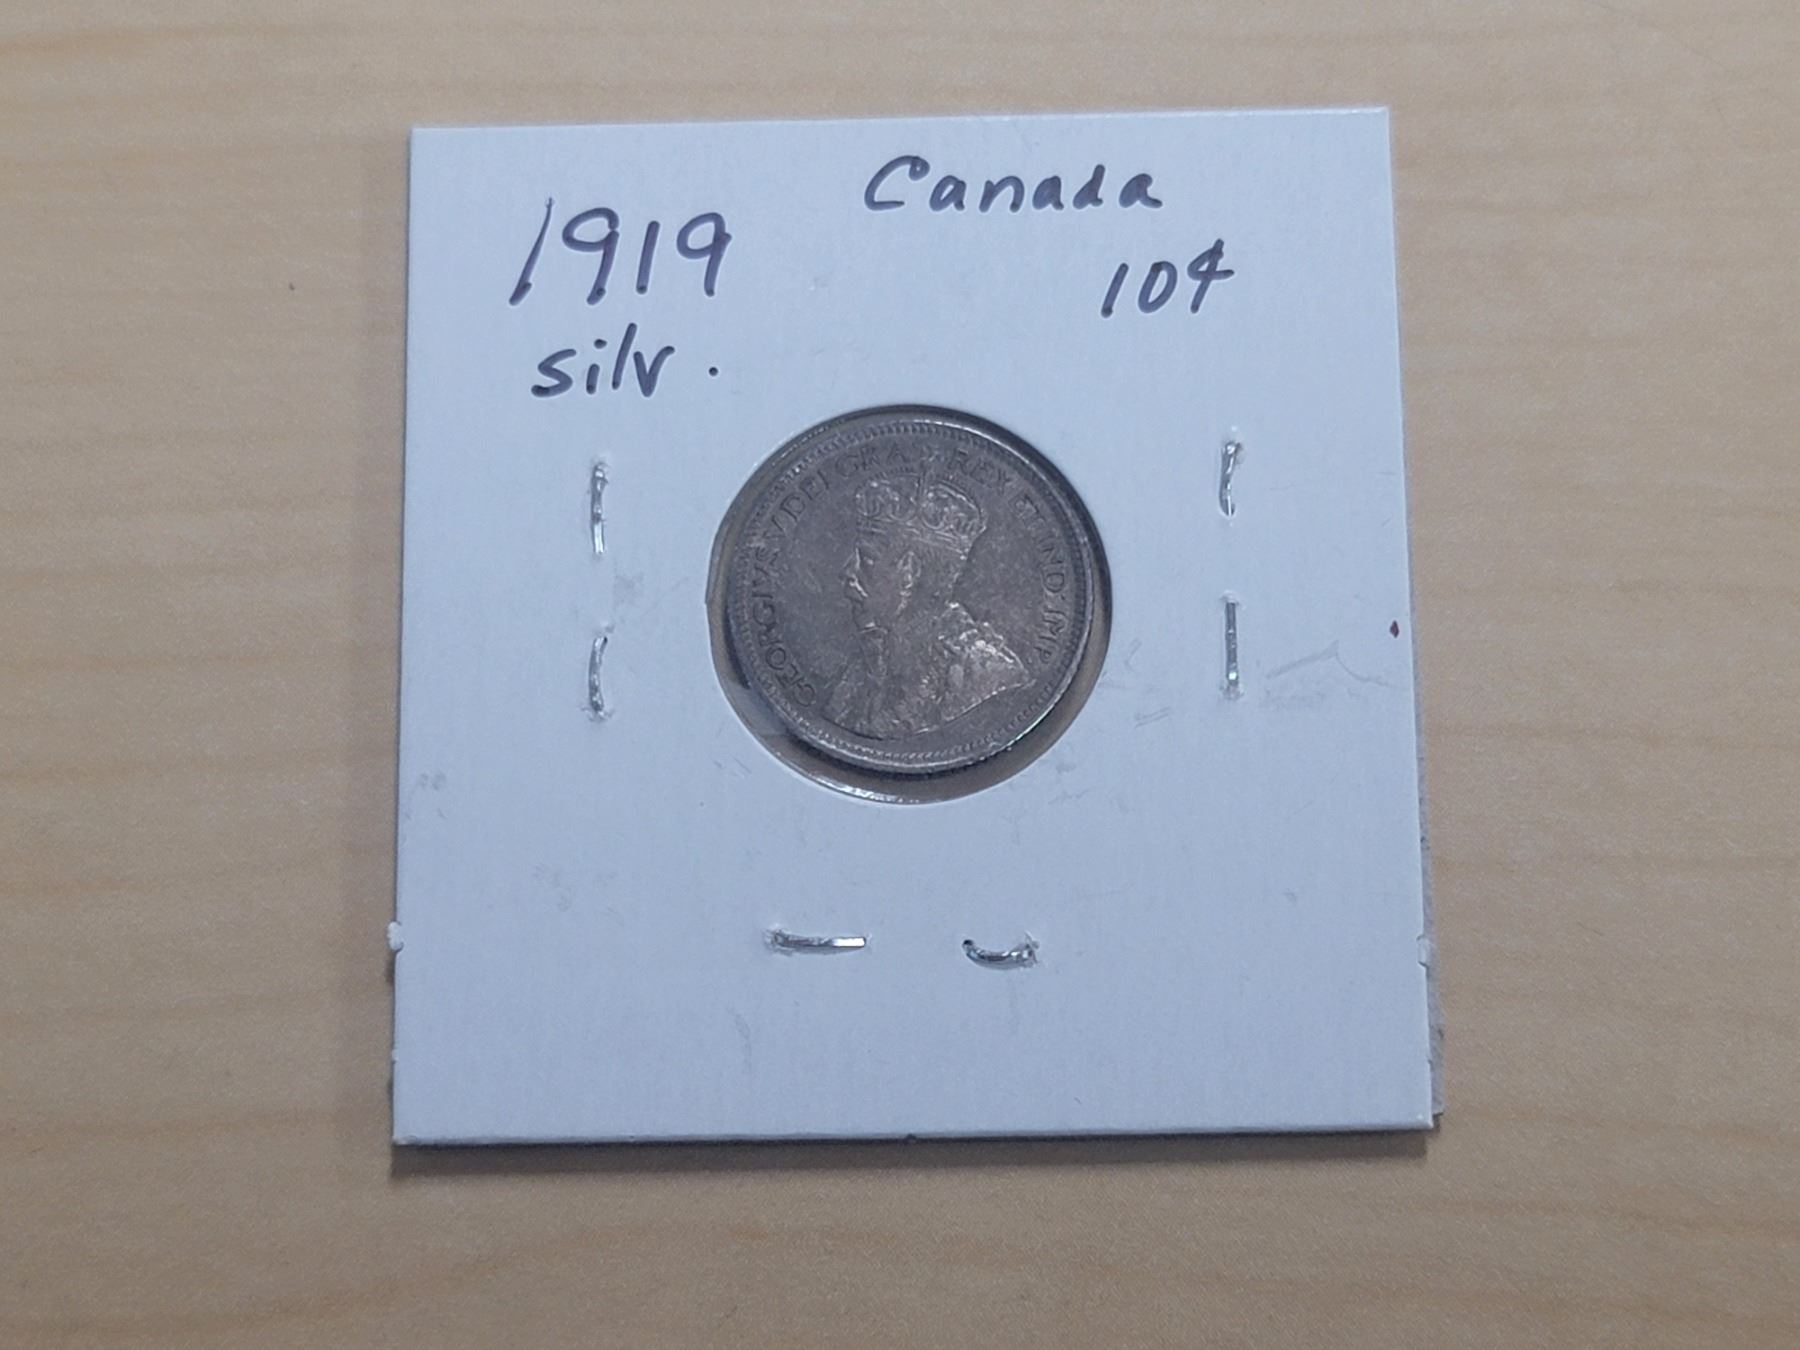 Canada
1919
10¢
silv.
GEORGIVS V DEI GRA: REX ET IND: IMP: